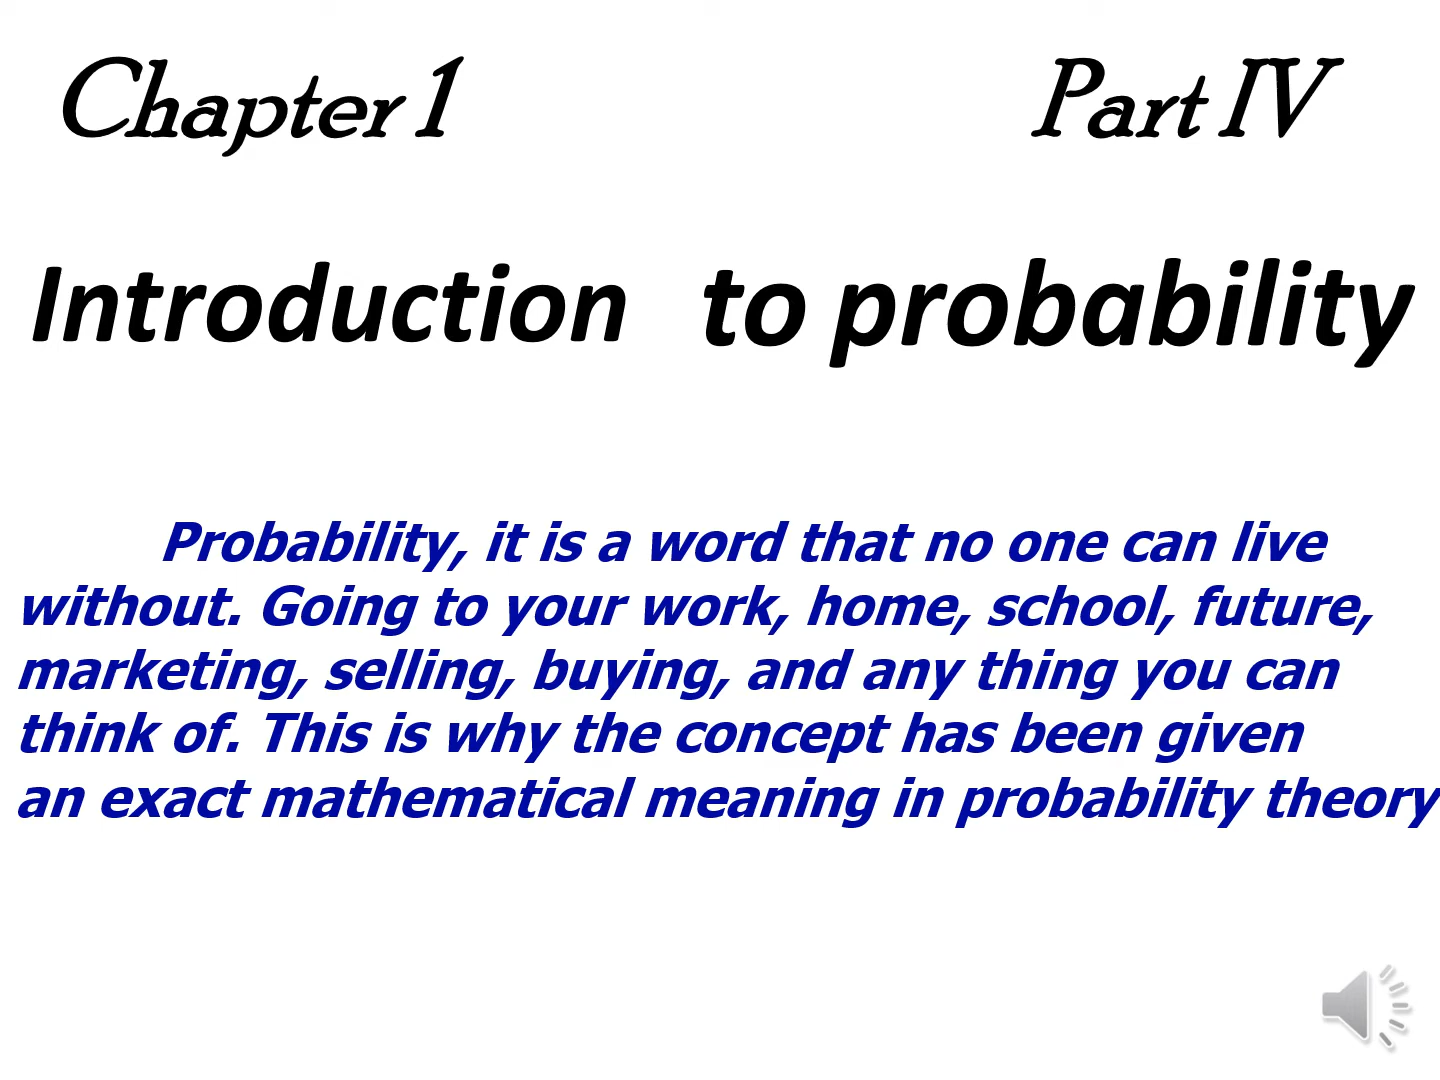 Chapter 1 Part IV
Introduction to probability
Probability, it is a word that no one can live
without. Going to your work, home, school, future,
marketing, selling, buying, and any thing you can
think of. This is why the concept has been given
an exact mathematical meaning in probability theory